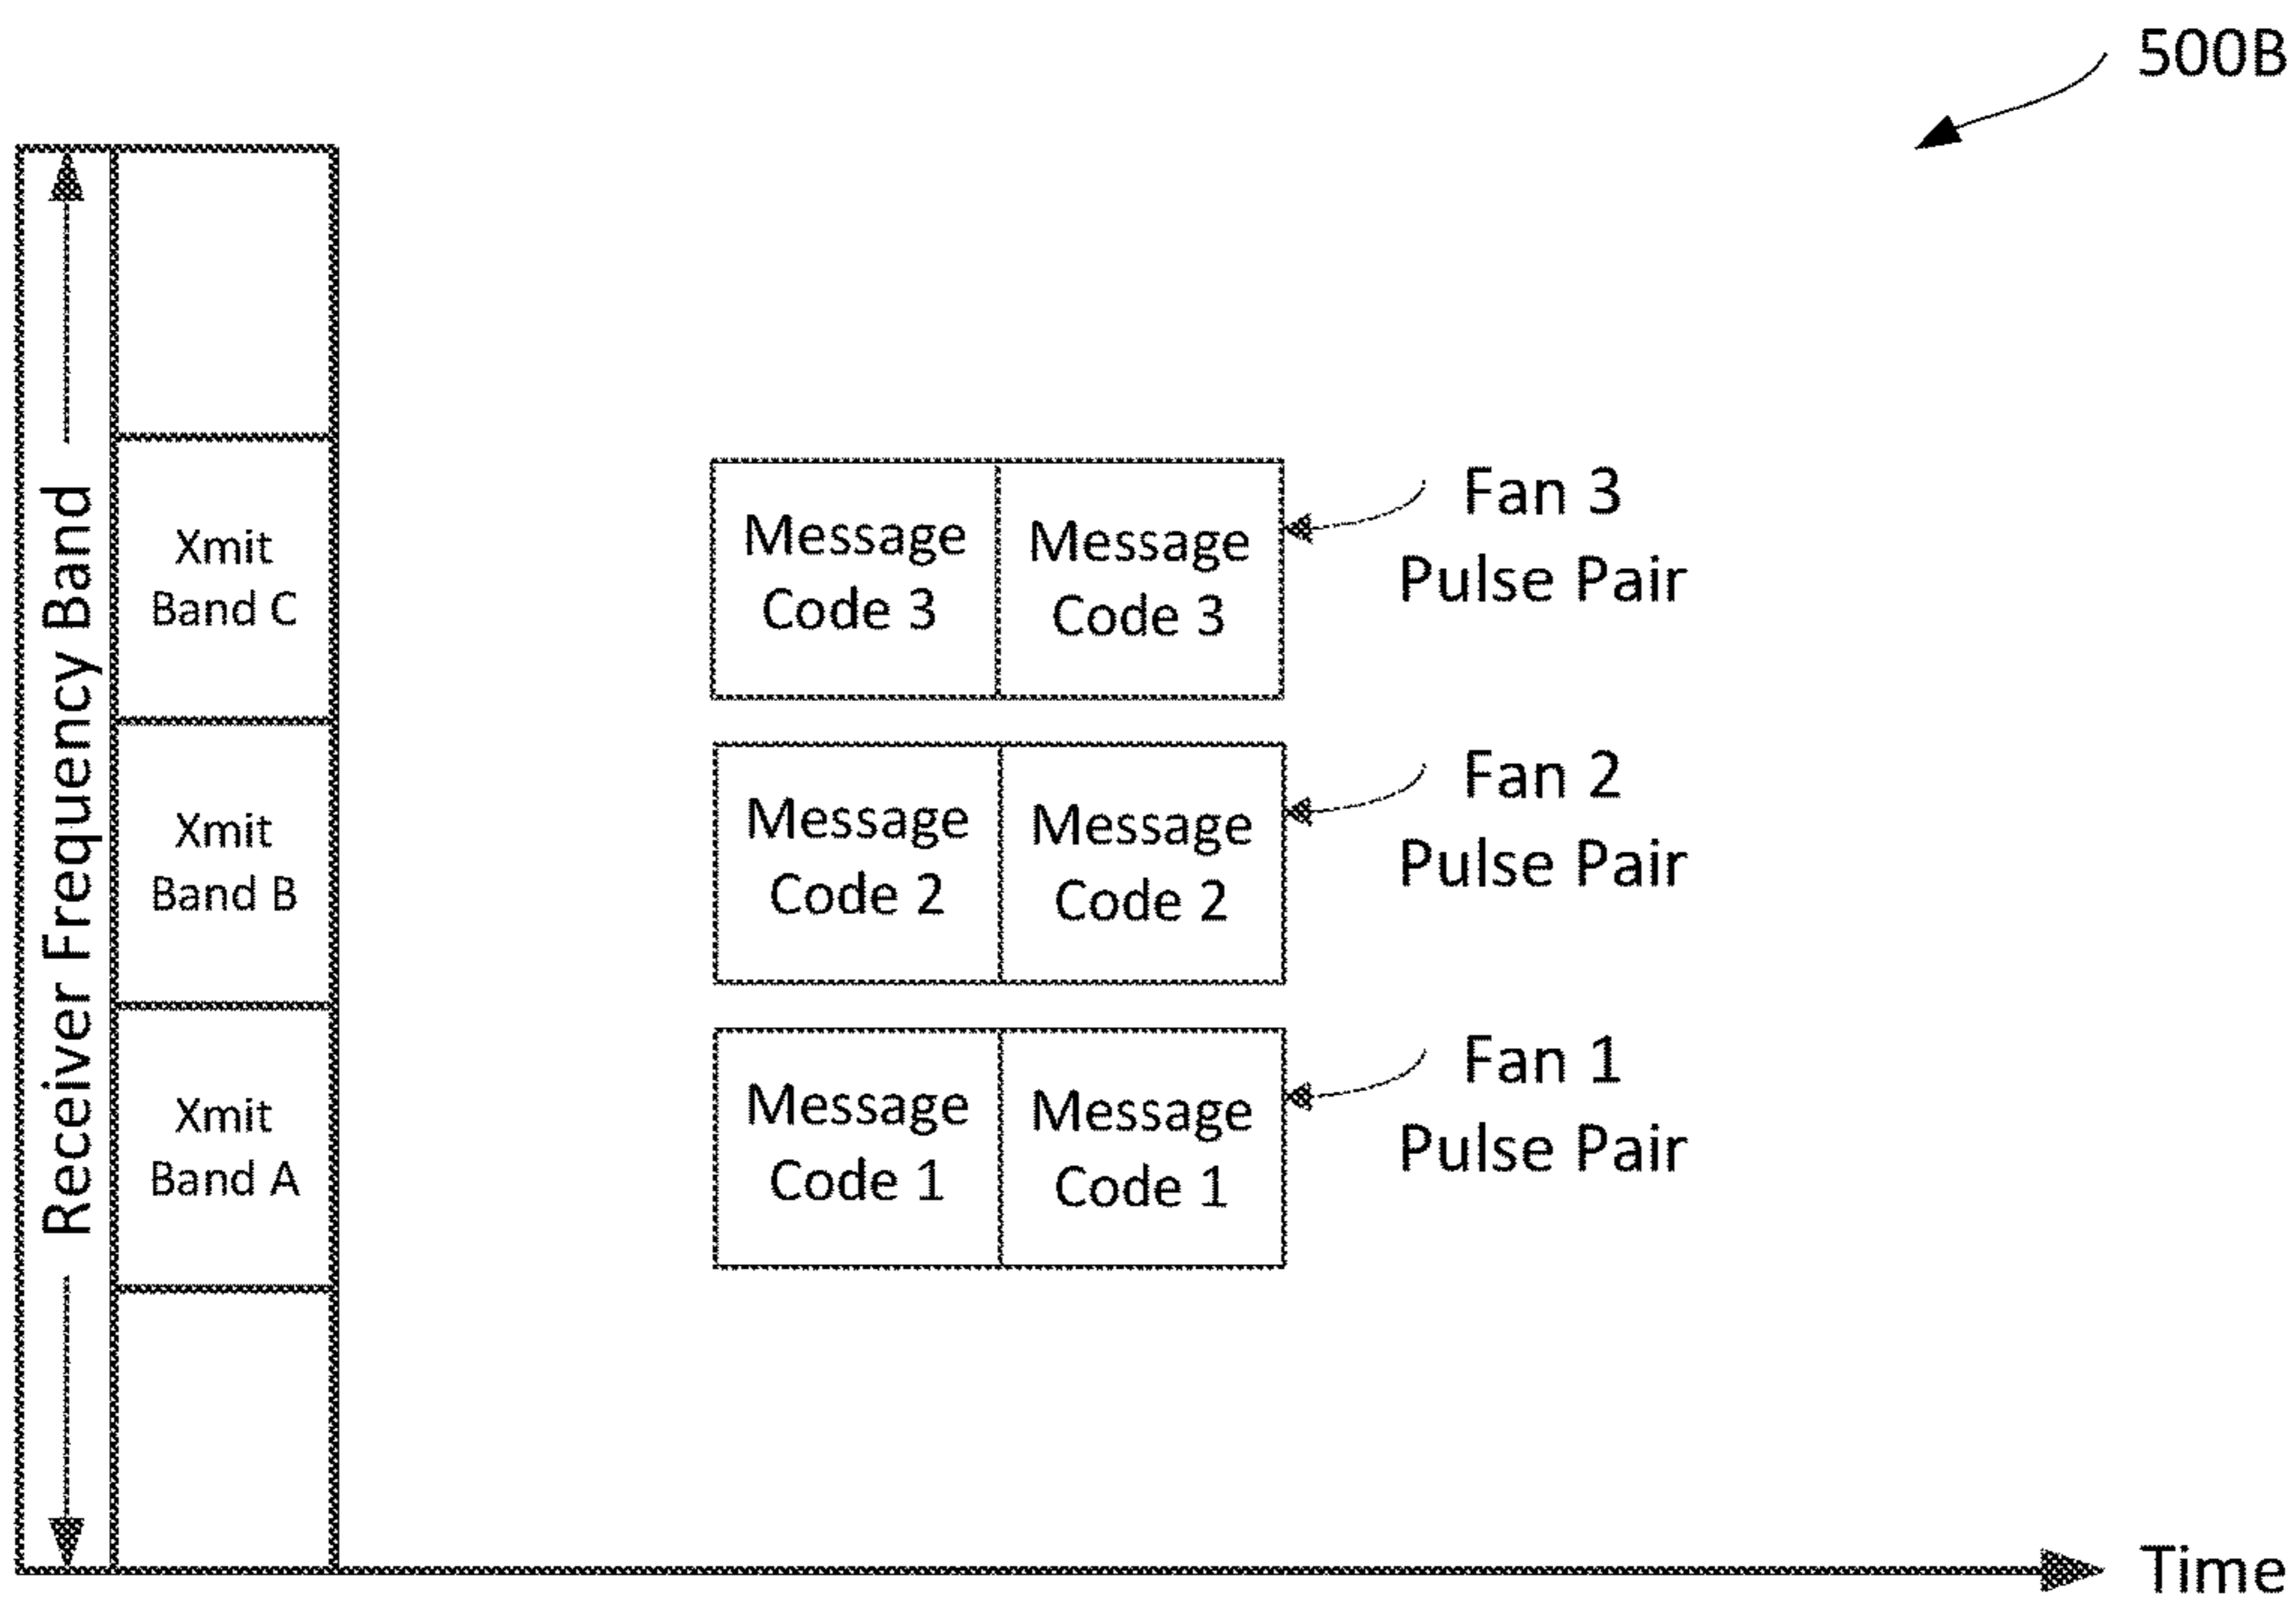 500B
Receiver Frequency Band
Xmit
Band C
Message
Code 3
Message
Code 3
Fan 3
Pulse Pair
Xmit
Band B
Message
Code 2
Message
Code 2
Fan 2
Pulse Pair
Xmit
Band A
Message
Code 1
Message
Code 1
Fan 1
Pulse Pair
Time